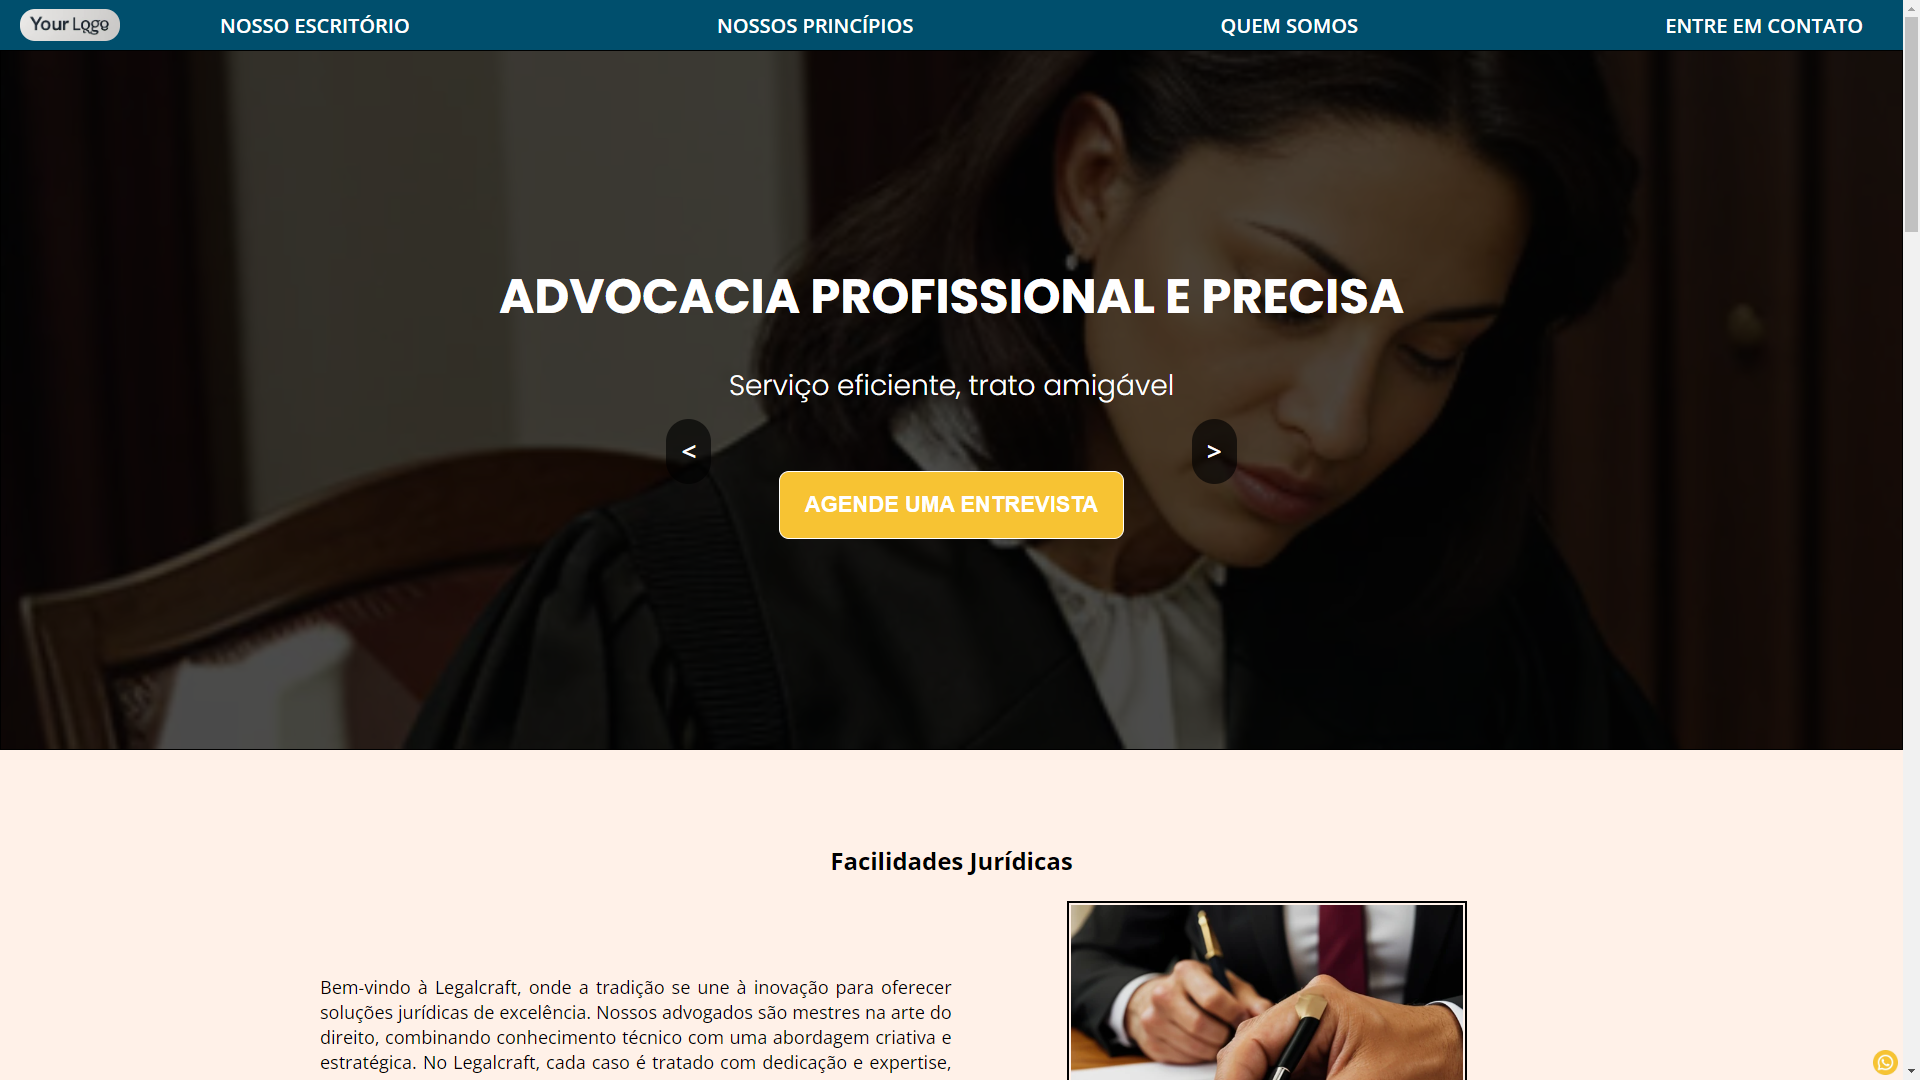 Your Logo
NOSSO ESCRITÓRIO
NOSSOS PRINCÍPIOS
QUEM SOMOS
ENTRE EM CONTATO
ADVOCACIA PROFISSIONAL E PRECISA
Serviço eficiente, trato amigável
<
>
AGENDE UMA ENTREVISTA
Facilidades Jurídicas
Bem-vindo à Legalcraft, onde a tradição se une à inovação para oferecer
soluções jurídicas de excelência. Nossos advogados são mestres na arte do
direito, combinando conhecimento técnico com uma abordagem criativa e
estratégica. No Legalcraft, cada caso é tratado com dedicação e expertise,